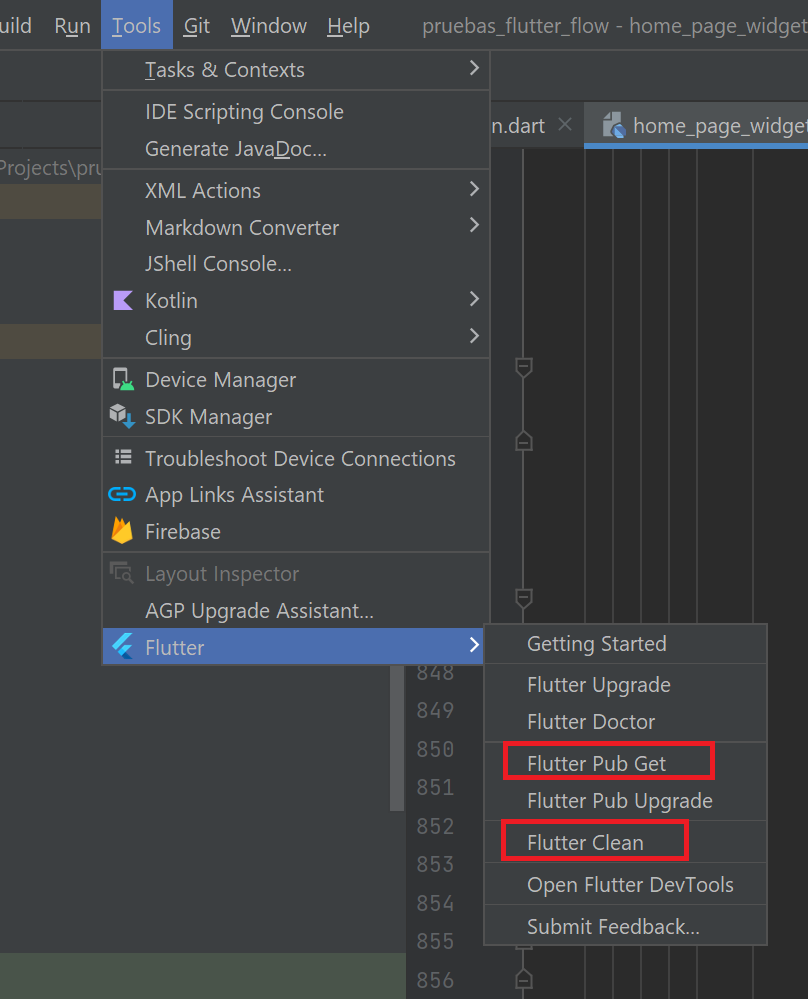 Run Tools Git Window Help pruebas_flutter_flow - home_page_widget
Tasks & Contexts
IDE Scripting Console
n.dart home_page_widget
Generate JavaDoc...
Projects\pru
XML Actions
Markdown Converter
JShell Console...
Kotlin
Cling
Device Manager
SDK Manager
Troubleshoot Device Connections
App Links Assistant
Firebase
Layout Inspector
AGP Upgrade Assistant...
Flutter
Getting Started
Flutter Upgrade
Flutter Doctor
Flutter Pub Get
Flutter Pub Upgrade
Flutter Clean
Open Flutter DevTools
Submit Feedback...
848
849
850
851
852
853
854
855
856